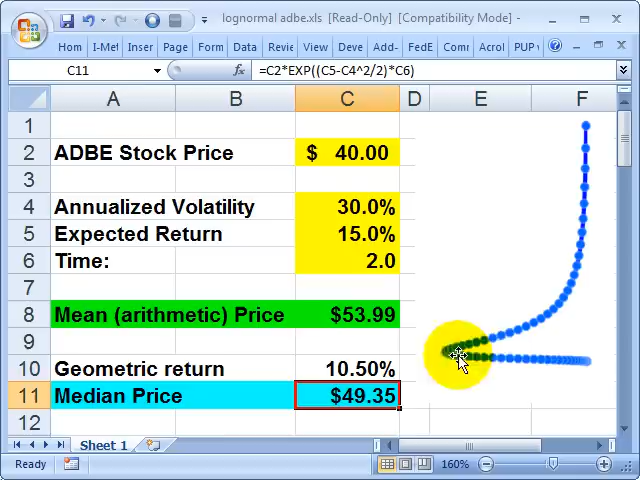 lognormal adbe.xls [Read-Only] [Compatibility Mode] -
Hom I-Met Inser Page Form Data Revie View Deve Add- FedE Comr Acrol PUP v
C11 fx =C2*EXP((C5-C4^2/2)*C6)
A B C D E F
1
2 ADBE Stock Price $ 40.00
3
4 Annualized Volatility 30.0%
5 Expected Return 15.0%
6 Time: 2.0
7
8 Mean (arithmetic) Price $53.99
9
10 Geometric return 10.50%
11 Median Price $49.35
12
Sheet 1
Ready 160%